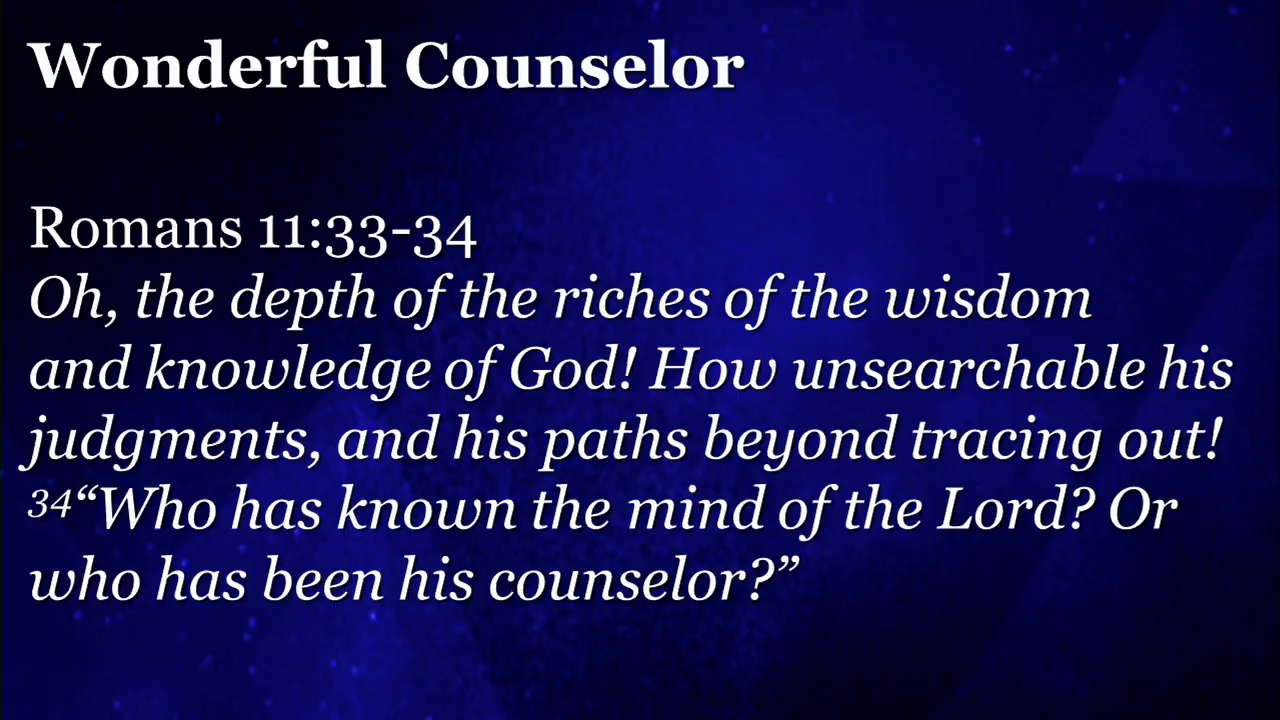 Wonderful Counselor
Romans 11:33-34
Oh, the depth of the riches of the wisdom
and knowledge of God! How unsearchable his
judgments, and his paths beyond tracing out!
34“Who has known the mind of the Lord? Or
who has been his counselor?”